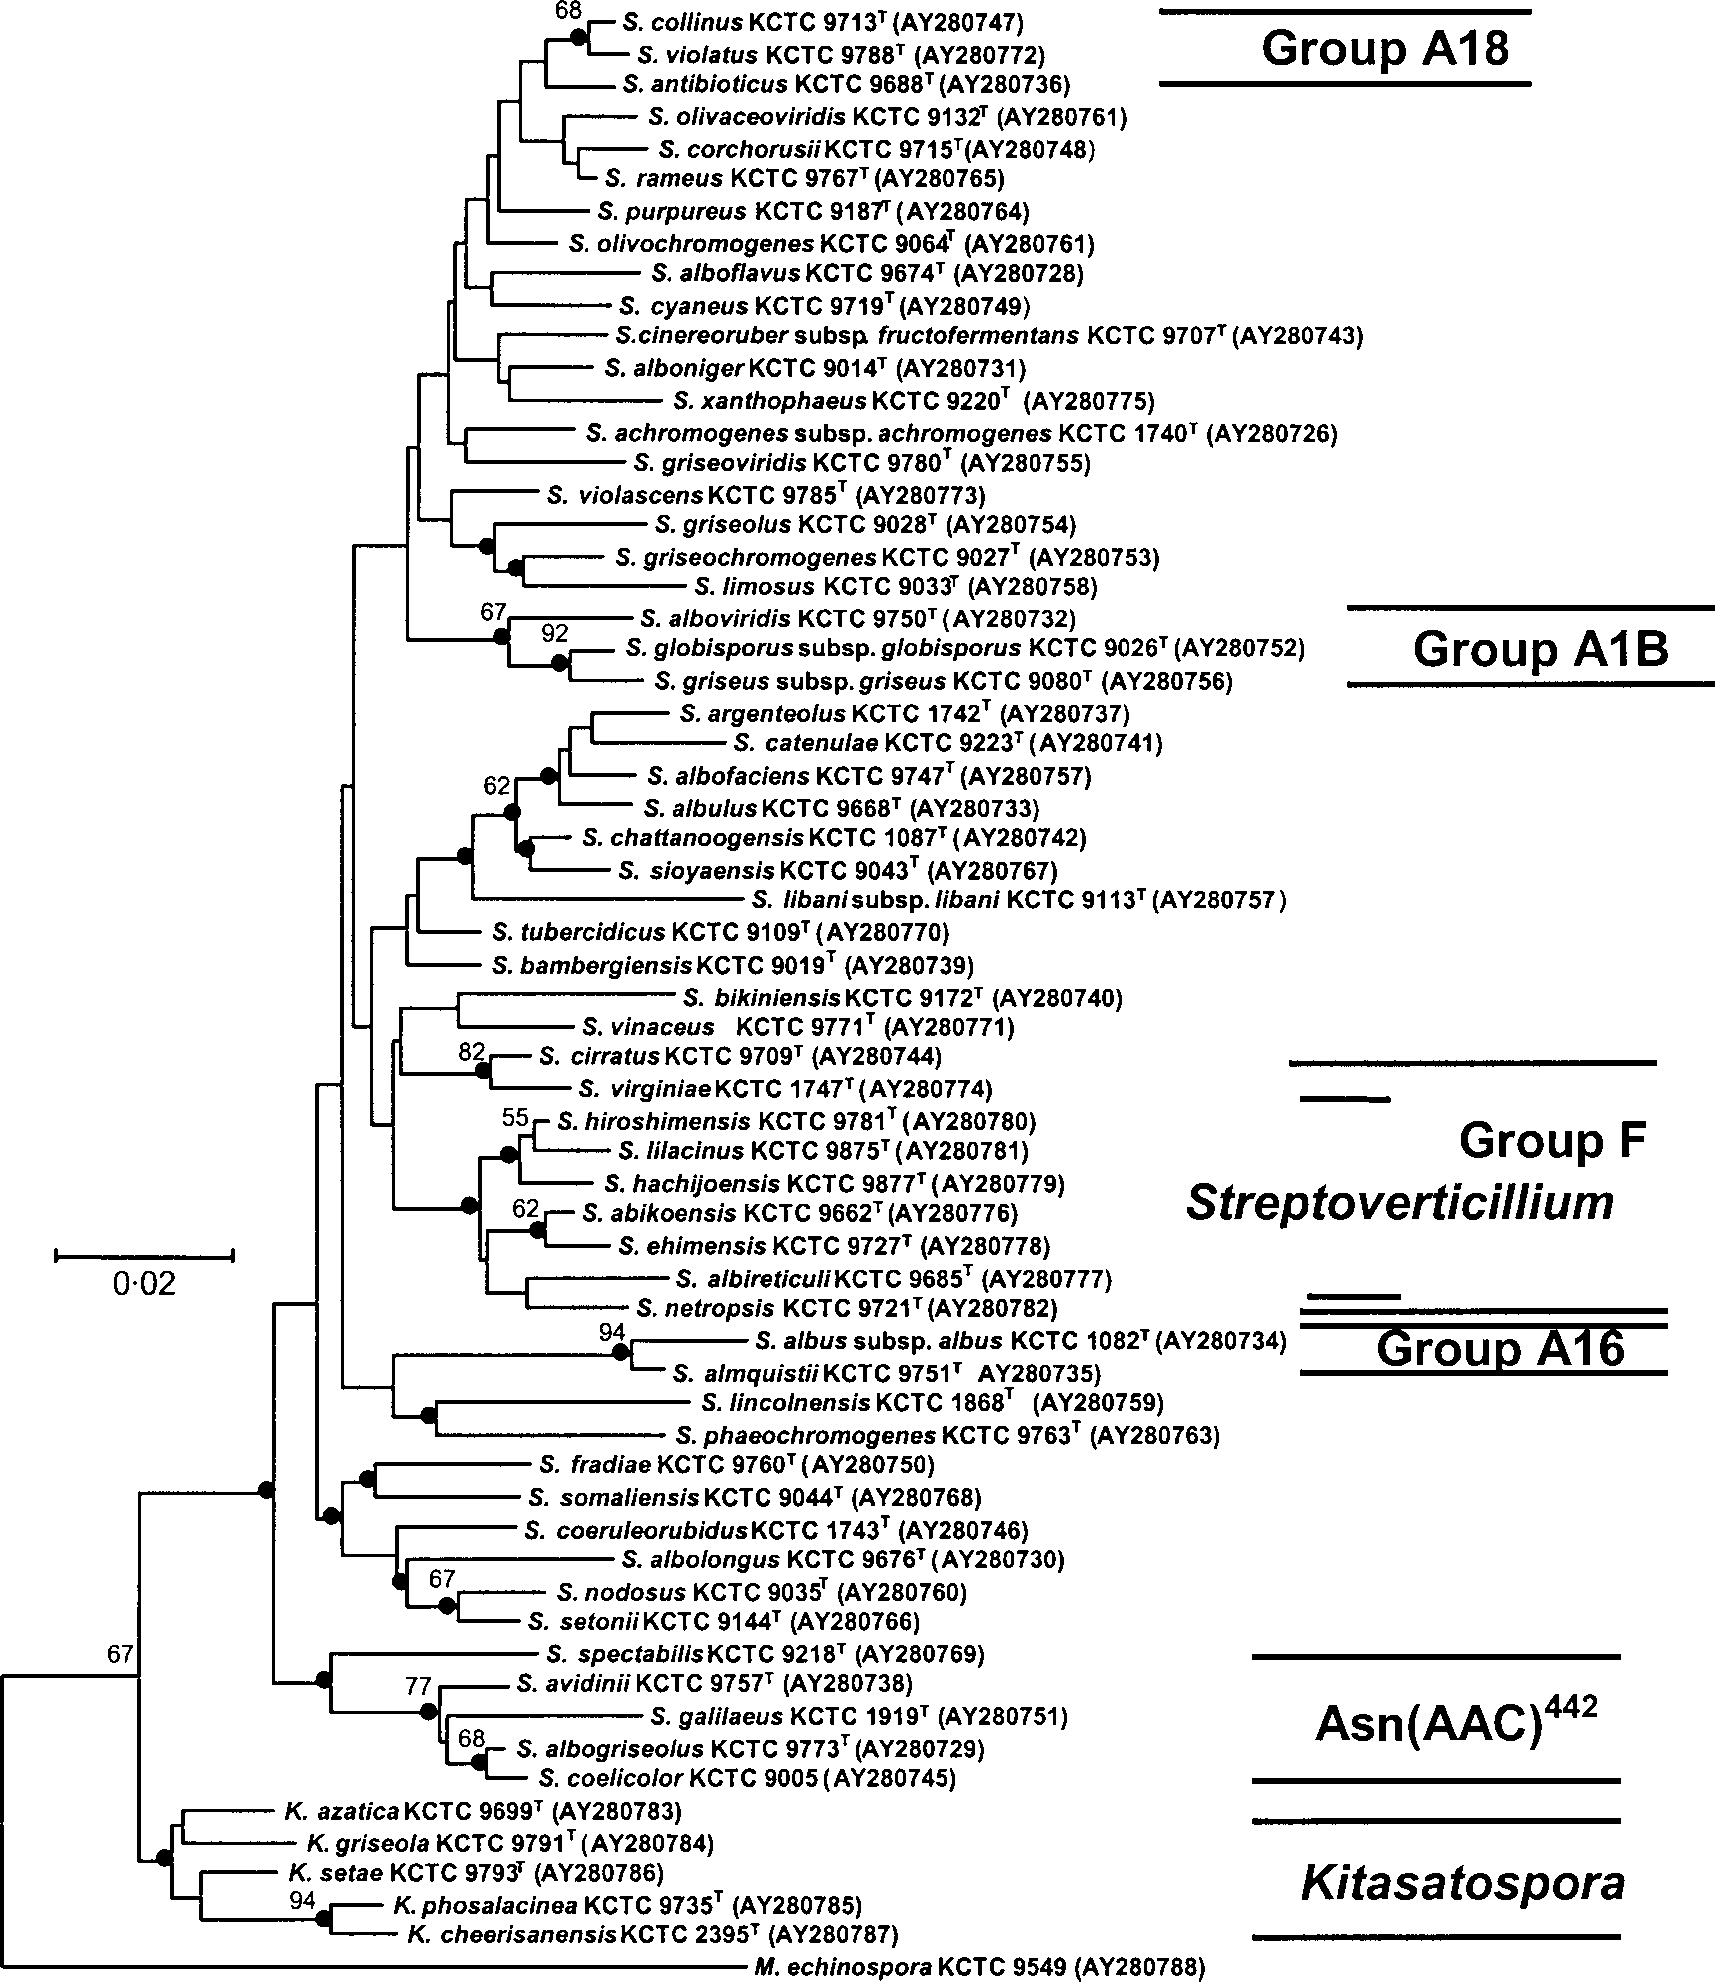 68
S. collinus KCTC 9713T (AY280747)
S. violatus KCTC 9788T (AY280772)
Group A18
S. antibioticus KCTC 9688T (AY280736)
S. olivaceoviridis KCTC 9132T (AY280761)
S. corchorusii KCTC 9715T (AY280748)
S. rameus KCTC 9767T (AY280765)
S. purpureus KCTC 9187T (AY280764)
S. olivochromogenes KCTC 9064T (AY280761)
S. alboflavus KCTC 9674T (AY280728)
S. cyaneus KCTC 9719T (AY280749)
S.cinereoruber subsp. fructofermentans KCTC 9707T (AY280743)
S. alboniger KCTC 9014T (AY280731)
S. xanthophaeus KCTC 9220T (AY280775)
S. achromogenes subsp. achromogenes KCTC 1740T (AY280726)
S. griseoviridis KCTC 9780T (AY280755)
S. violascens KCTC 9785T (AY280773)
S. griseolus KCTC 9028T (AY280754)
S. griseochromogenes KCTC 9027T (AY280753)
S. limosus KCTC 9033T (AY280758)
67
S. alboviridis KCTC 9750T (AY280732)
92
S. globisporus subsp. globisporus KCTC 9026T (AY280752)
Group A1B
S. griseus subsp. griseus KCTC 9080T (AY280756)
S. argenteolus KCTC 1742T (AY280737)
S. catenulae KCTC 9223T (AY280741)
S. albofaciens KCTC 9747T (AY280757)
62
S. albulus KCTC 9668T (AY280733)
S. chattanoogensis KCTC 1087T (AY280742)
S. sioyaensis KCTC 9043T (AY280767)
S. libani subsp. libani KCTC 9113T (AY280757)
S. tubercidicus KCTC 9109T (AY280770)
S. bambergiensis KCTC 9019T (AY280739)
S. bikiniensis KCTC 9172T (AY280740)
S. vinaceus KCTC 9771T (AY280771)
82
S. cirratus KCTC 9709T (AY280744)
S. virginiae KCTC 1747T (AY280774)
55
S. hiroshimensis KCTC 9781T (AY280780)
Group F
S. lilacinus KCTC 9875T (AY280781)
S. hachijoensis KCTC 9877T (AY280779)
Streptoverticillium
62
S. abikoensis KCTC 9662T (AY280776)
S. ehimensis KCTC 9727T (AY280778)
0·02
S. albireticuli KCTC 9685T (AY280777)
S. netropsis KCTC 9721T (AY280782)
94
S. albus subsp. albus KCTC 1082T (AY280734)
Group A16
S. almquistii KCTC 9751T AY280735)
S. lincolnensis KCTC 1868T (AY280759)
S. phaeochromogenes KCTC 9763T (AY280763)
S. fradiae KCTC 9760T (AY280750)
S. somaliensis KCTC 9044T (AY280768)
S. coeruleorubidus KCTC 1743T (AY280746)
S. albolongus KCTC 9676T (AY280730)
67
S. nodosus KCTC 9035T (AY280760)
S. setonii KCTC 9144T (AY280766)
67
S. spectabilis KCTC 9218T (AY280769)
77
S. avidinii KCTC 9757T (AY280738)
S. galilaeus KCTC 1919T (AY280751)
Asn(AAC)442
68
S. albogriseolus KCTC 9773T (AY280729)
S. coelicolor KCTC 9005 (AY280745)
K. azatica KCTC 9699T (AY280783)
K. griseola KCTC 9791T (AY280784)
K. setae KCTC 9793T (AY280786)
Kitasatospora
94
K. phosalacinea KCTC 9735T (AY280785)
K. cheerisanensis KCTC 2395T (AY280787)
M. echinospora KCTC 9549 (AY280788)